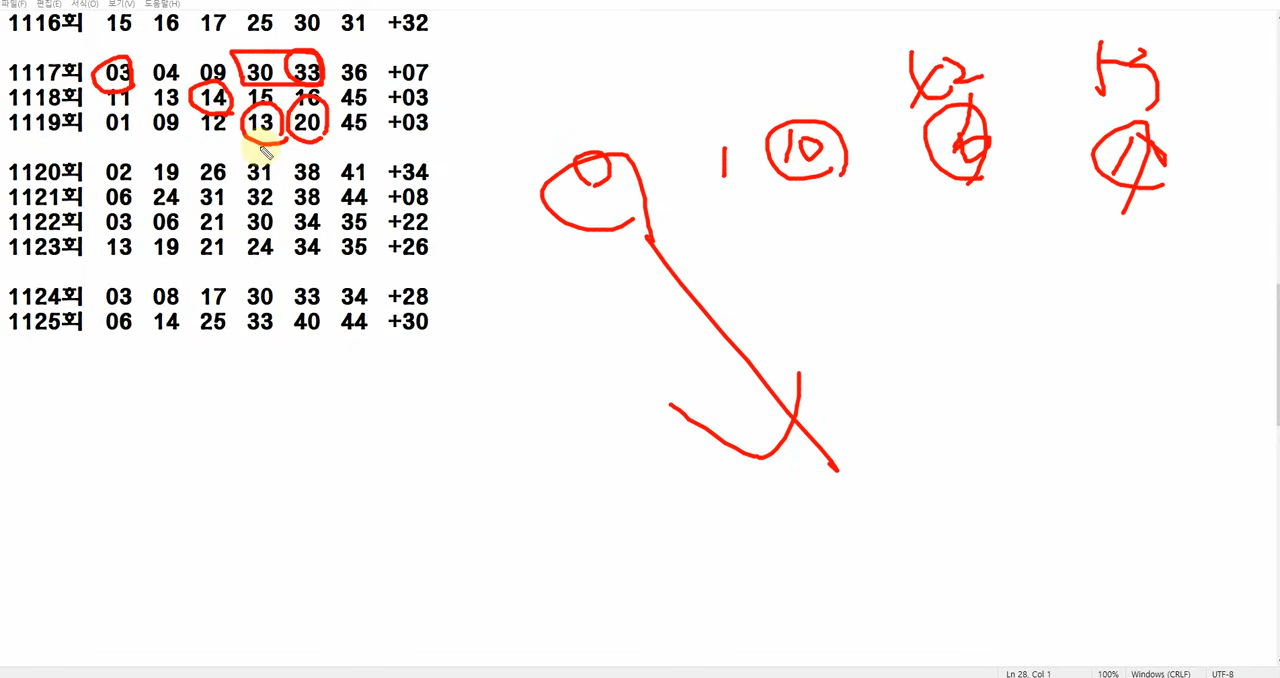 파일(F) 편집(E) 서식(O) 보기(V) 도움말(H)
1116회 15 16 17 25 30 31 +32
1117회 03 04 09 30 33 36 +07
1118회 11 13 14 15 16 45 +03
1119회 01 09 12 13 20 45 +03
1120회 02 19 26 31 38 41 +34
1121회 06 24 31 32 38 44 +08
1122회 03 06 21 30 34 35 +22
1123회 13 19 21 24 34 35 +26
1124회 03 08 17 30 33 34 +28
1125회 06 14 25 33 40 44 +30
1 10
Ln 28, Col 1 100% Windows (CRLF) UTF-8